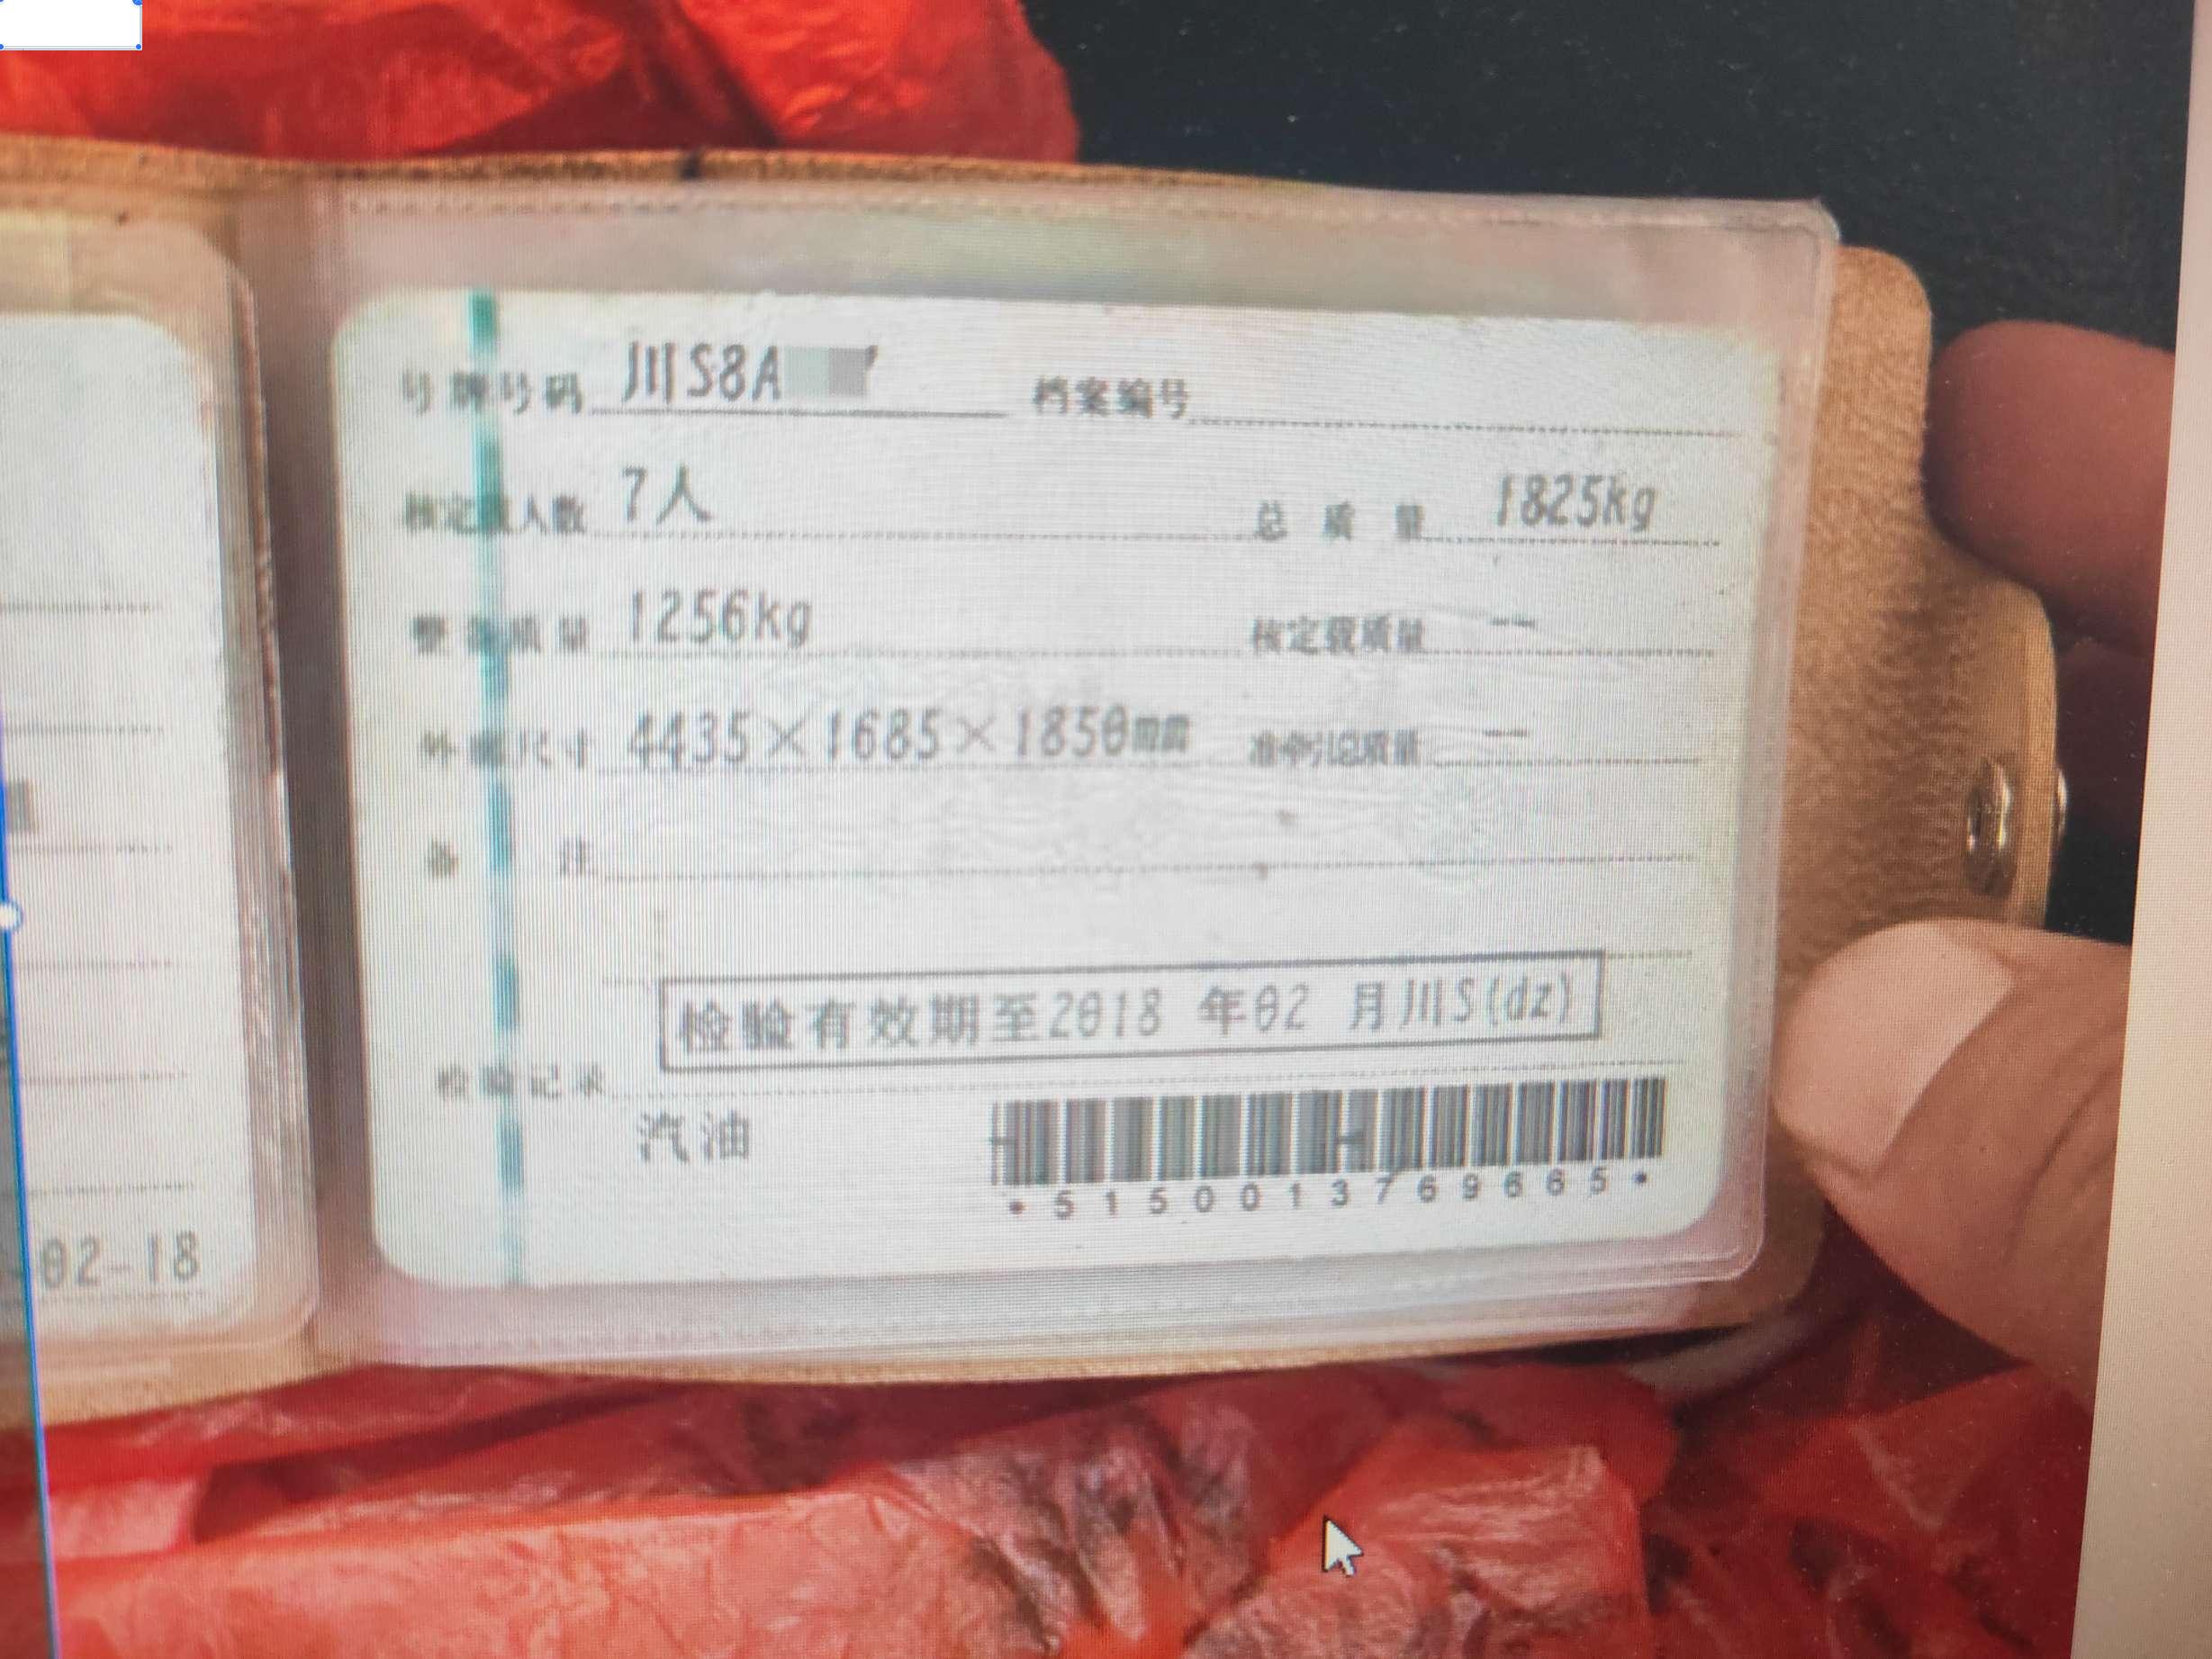 号牌号码 川S8A 档案编号
核定载人数 7人 总质量 1825kg
整备质量 1256kg 核定载质量 --
外廓尺寸 4435×1685×1850mm 准牵引总质量 --
备注
检验有效期至2018 年02 月川S(dz)
检验记录
汽油
*5150013769665*
02-18